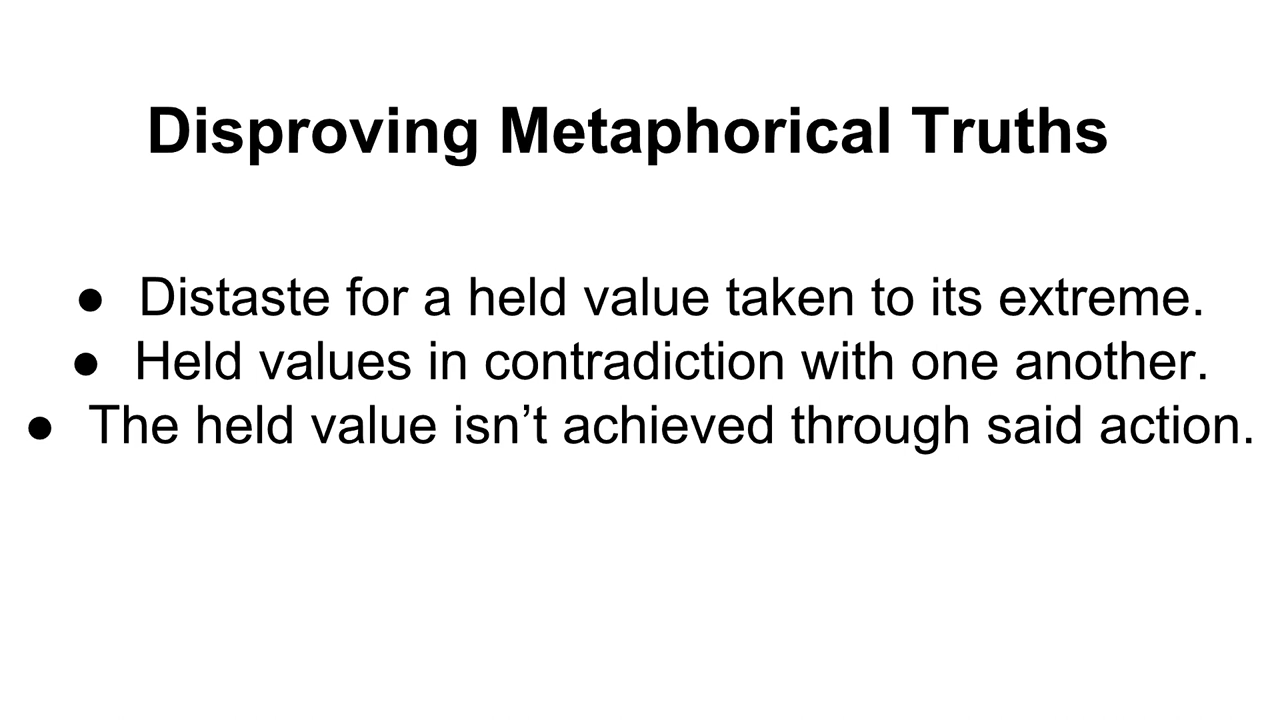 Disproving Metaphorical Truths
● Distaste for a held value taken to its extreme.
● Held values in contradiction with one another.
● The held value isn’t achieved through said action.